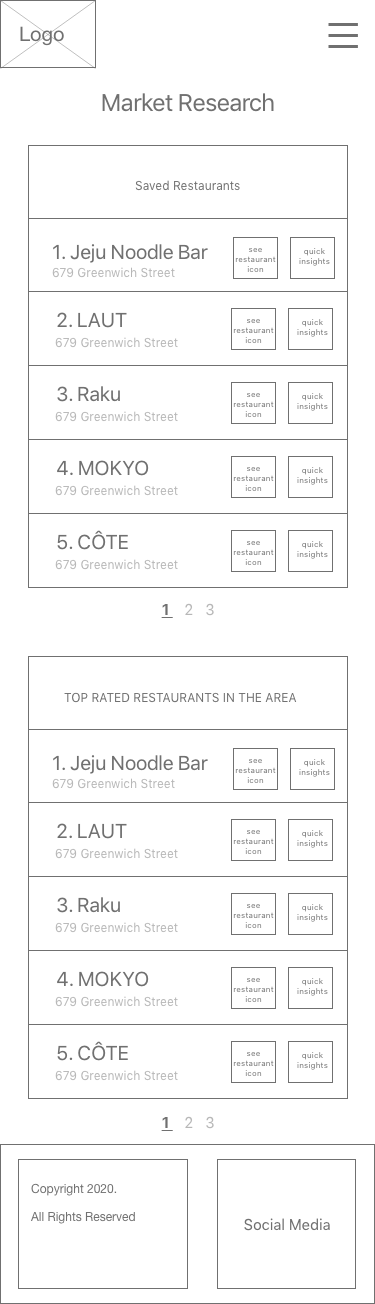 Logo
Market Research
Saved Restaurants
1. Jeju Noodle Bar
679 Greenwich Street
see
restaurant
icon
quick
insights
2. LAUT
679 Greenwich Street
see
restaurant
icon
quick
insights
3. Raku
679 Greenwich Street
see
restaurant
icon
quick
insights
4. MOKYO
679 Greenwich Street
see
restaurant
icon
quick
insights
5. CÔTE
679 Greenwich Street
see
restaurant
icon
quick
insights
1 2 3
TOP RATED RESTAURANTS IN THE AREA
1. Jeju Noodle Bar
679 Greenwich Street
see
restaurant
icon
quick
insights
2. LAUT
679 Greenwich Street
see
restaurant
icon
quick
insights
3. Raku
679 Greenwich Street
see
restaurant
icon
quick
insights
4. MOKYO
679 Greenwich Street
see
restaurant
icon
quick
insights
5. CÔTE
679 Greenwich Street
see
restaurant
icon
quick
insights
1 2 3
Copyright 2020.
All Rights Reserved
Social Media